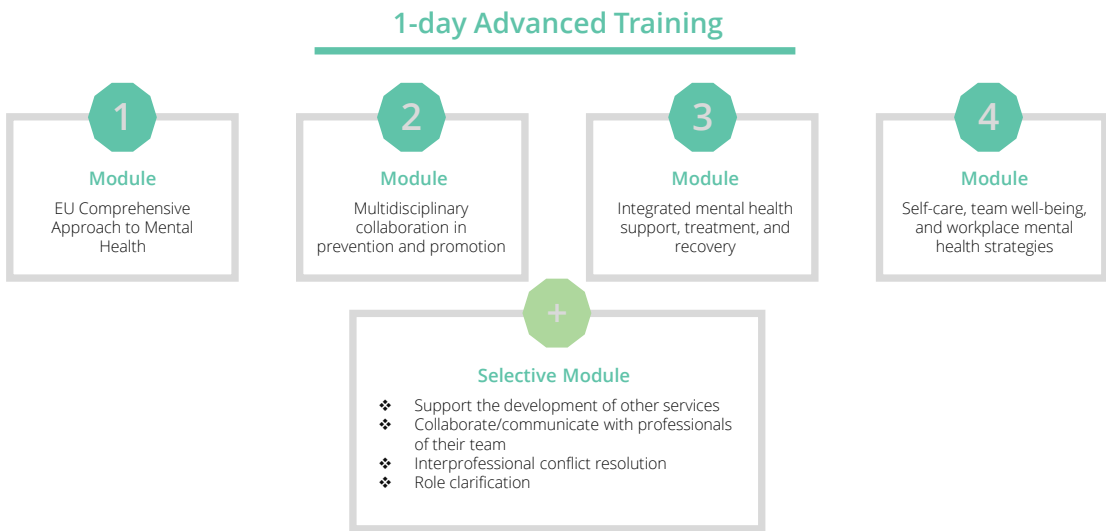 1-day Advanced Training
1
Module
EU Comprehensive
Approach to Mental
Health
2
Module
Multidisciplinary
collaboration in
prevention and promotion
3
Module
Integrated mental health
support, treatment, and
recovery
4
Module
Self-care, team well-being,
and workplace mental
health strategies
+
Selective Module
❖ Support the development of other services
❖ Collaborate/communicate with professionals
of their team
❖ Interprofessional conflict resolution
❖ Role clarification